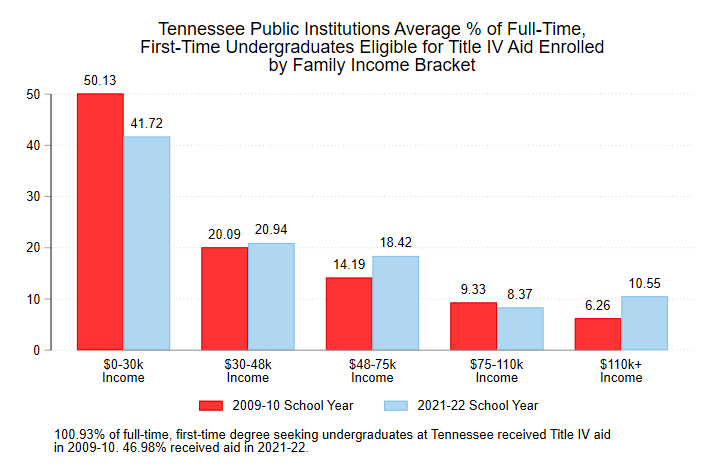 Tennessee Public Institutions Average % of Full-Time,
First-Time Undergraduates Eligible for Title IV Aid Enrolled
by Family Income Bracket
50
40
30
20
10
0
50.13
41.72
20.09
20.94
14.19
18.42
9.33
8.37
6.26
10.55
$0-30k
Income
$30-48k
Income
$48-75k
Income
$75-110k
Income
$110k+
Income
2009-10 School Year
2021-22 School Year
100.93% of full-time, first-time degree seeking undergraduates at Tennessee received Title IV aid
in 2009-10. 46.98% received aid in 2021-22.